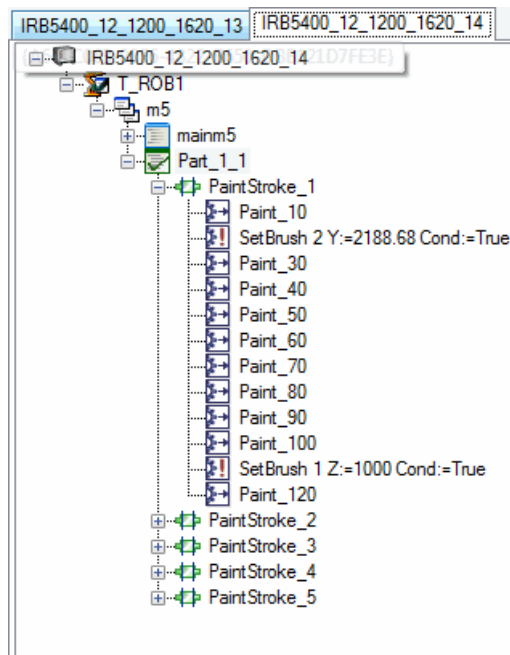 IRB5400_12_1200_1620_13 IRB5400_12_1200_1620_14
IRB5400_12_1200_1620_14
T_ROB1
m5
mainm5
Part_1_1
PaintStroke_1
Paint_10
SetBrush 2 Y:=2188.68 Cond:=True
Paint_30
Paint_40
Paint_50
Paint_60
Paint_70
Paint_80
Paint_90
Paint_100
SetBrush 1 Z:=1000 Cond:=True
Paint_120
PaintStroke_2
PaintStroke_3
PaintStroke_4
PaintStroke_5